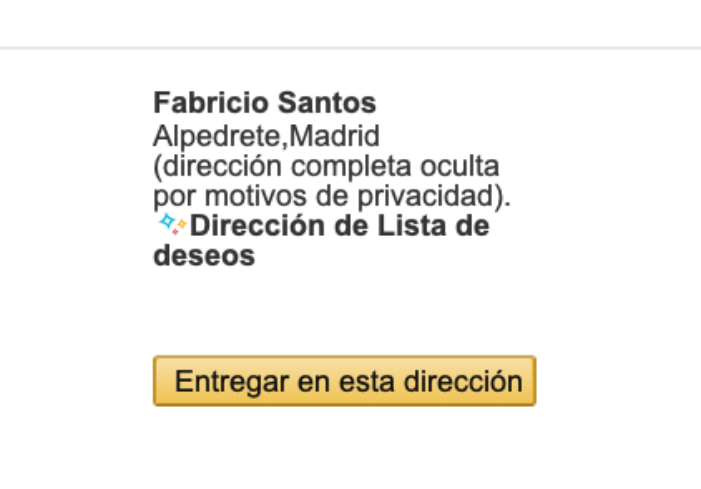 Fabricio Santos
Alpedrete,Madrid
(dirección completa oculta
por motivos de privacidad).
Dirección de Lista de
deseos
Entregar en esta dirección